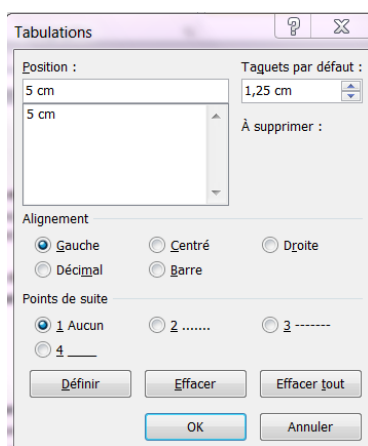 Tabulations
Position : Taquets par défaut :
5 cm 1,25 cm
5 cm
À supprimer :
Alignement
Gauche Centré Droite
Décimal Barre
Points de suite
1 Aucun 2 ....... 3 -------
4 ____
Définir Effacer Effacer tout
OK Annuler